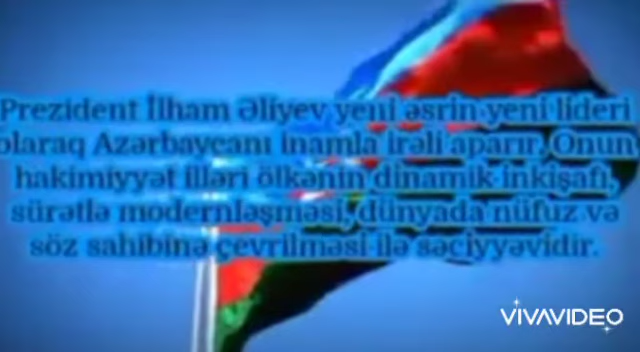 Prezident İlham Əliyev yeni əsrin yeni lideri
olaraq Azərbaycanı inamla irəli aparır. Onun
hakimiyyət illəri ölkənin dinamik inkişafı,
sürətlə modernləşməsi, dünyada nüfuz və
söz sahibinə çevrilməsi ilə səciyyəvidir.
VIVAVIDEO